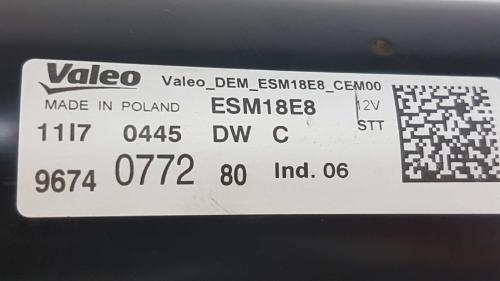 Valeo Valeo_DEM_ESM18E8_CEM00
MADE IN POLAND ESM18E8 12V
11I7 0445 DW C STT
9674 0772 80 Ind. 06